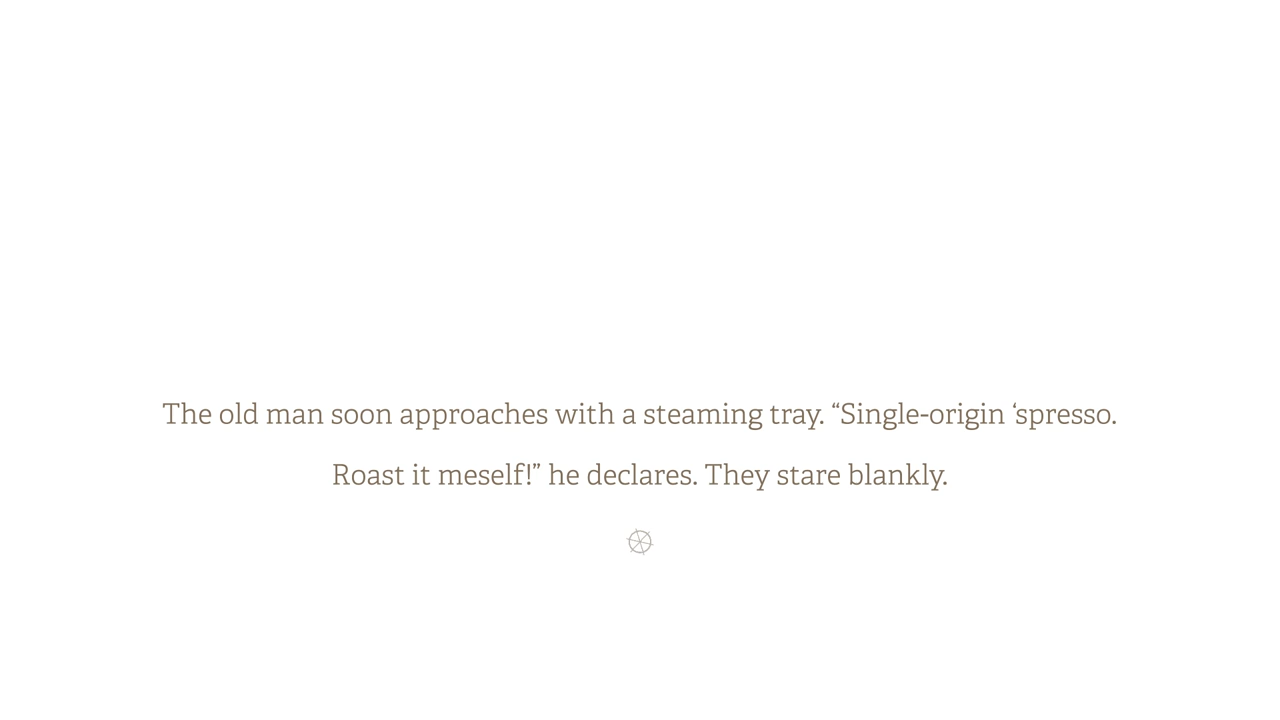 The old man soon approaches with a steaming tray. “Single-origin ‘spresso.
Roast it meself!” he declares. They stare blankly.